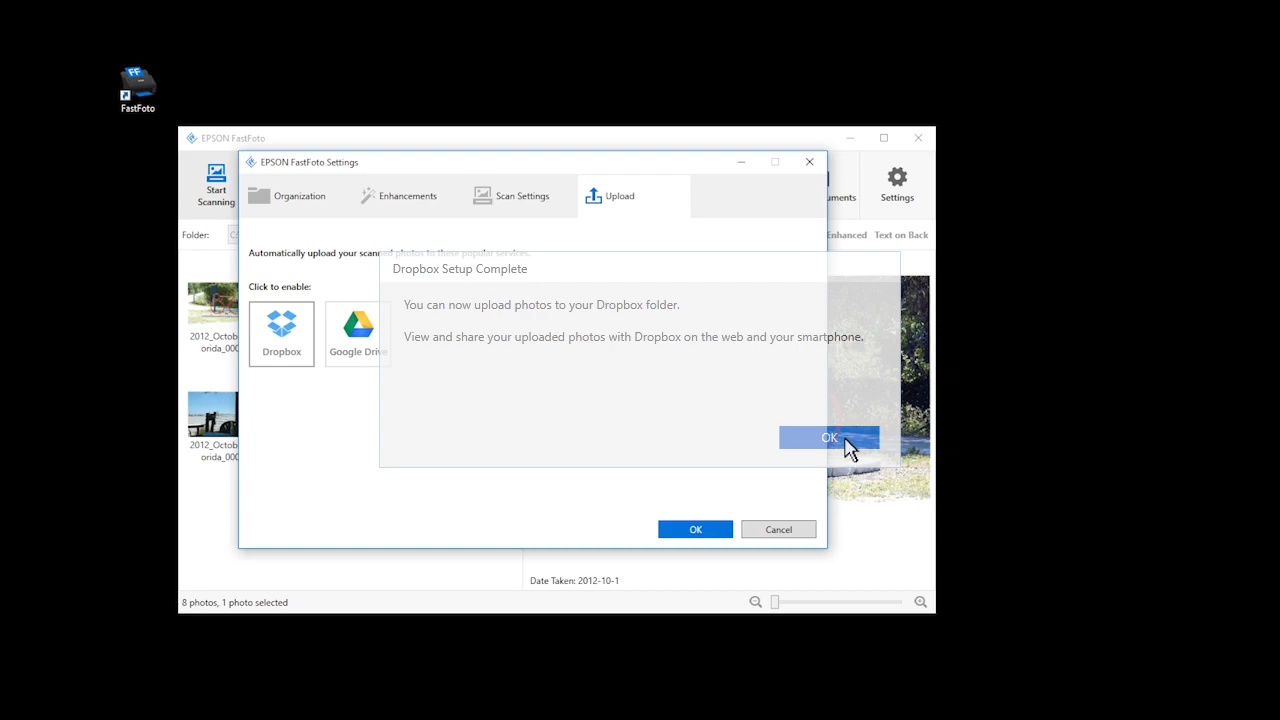 FF
FastFoto
EPSON FastFoto
EPSON FastFoto Settings
Start
Scanning
Organization
Enhancements
Scan Settings
Upload
uments
Settings
Folder:
Enhanced
Text on Back
Automatically upload your scanned photos to these popular services.
Dropbox Setup Complete
Click to enable:
You can now upload photos to your Dropbox folder.
View and share your uploaded photos with Dropbox on the web and your smartphone.
Dropbox
Google Drive
2012_Octob
orida_000
OK
2012_Octob
orida_000
OK
Cancel
Date Taken: 2012-10-1
8 photos, 1 photo selected